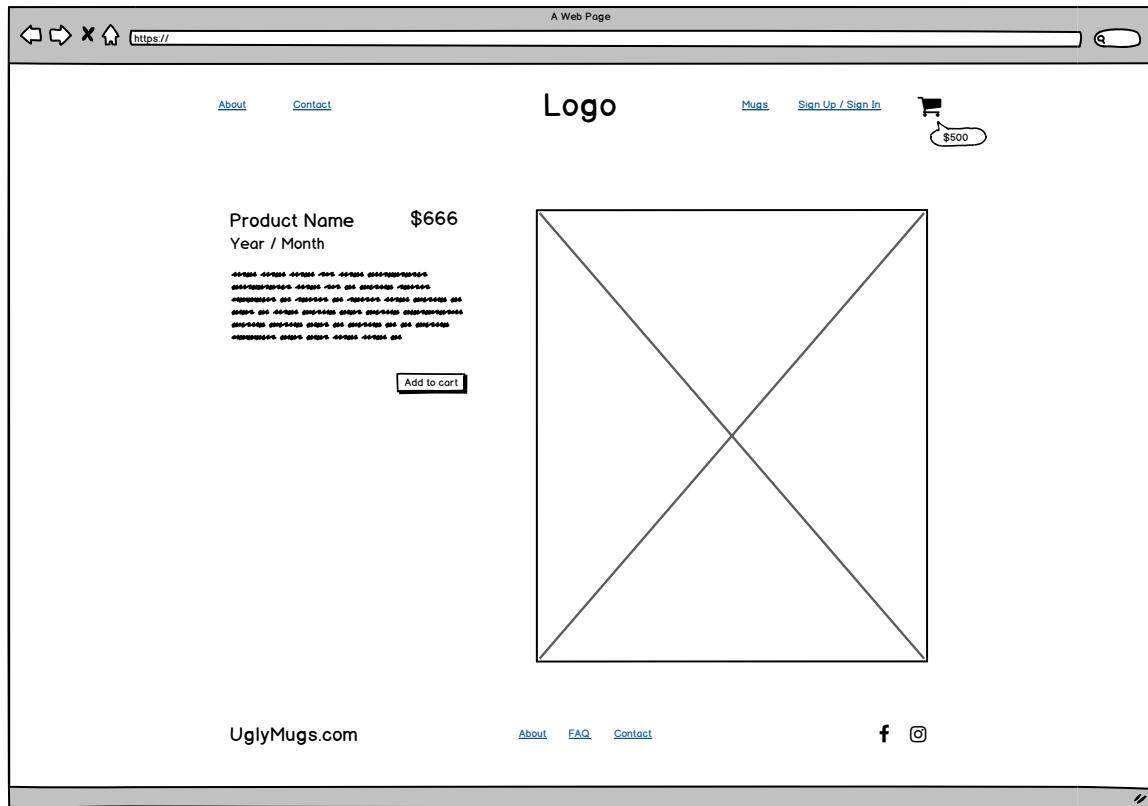 A Web Page
https://
About
Contact
Logo
Mugs
Sign Up / Sign In
$500
Product Name
$666
Year / Month
Add to cart
UglyMugs.com
About
FAQ
Contact